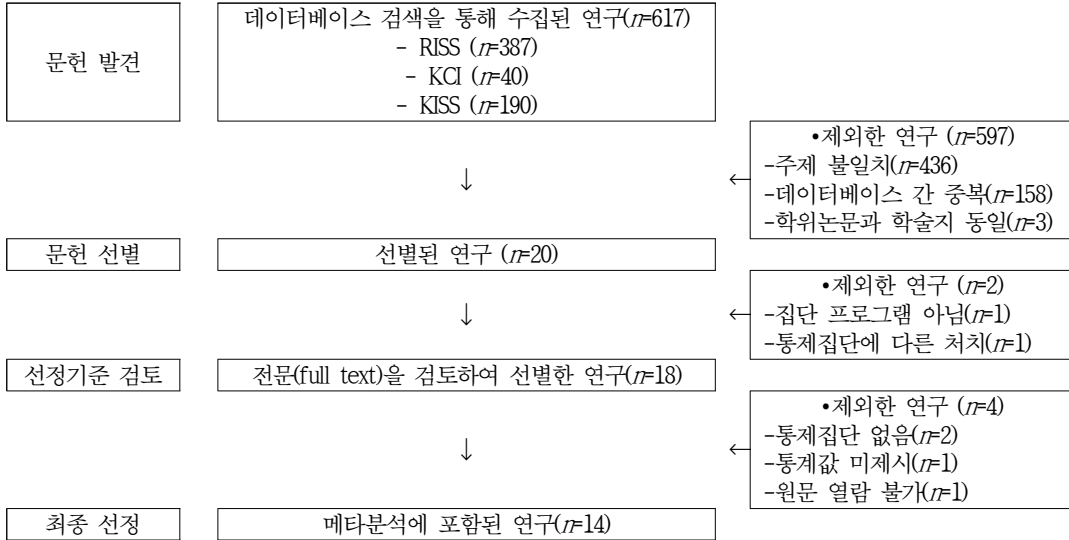 문헌 발견
데이터베이스 검색을 통해 수집된 연구(n=617)
- RISS (n=387)
- KCI (n=40)
- KISS (n=190)
↓
←
•제외한 연구 (n=597)
-주제 불일치(n=436)
-데이터베이스 간 중복(n=158)
-학위논문과 학술지 동일(n=3)
문헌 선별
선별된 연구 (n=20)
↓
←
•제외한 연구 (n=2)
-집단 프로그램 아님(n=1)
-통제집단에 다른 처치(n=1)
선정기준 검토
전문(full text)을 검토하여 선별한 연구(n=18)
↓
←
•제외한 연구 (n=4)
-통제집단 없음(n=2)
-통계값 미제시(n=1)
-원문 열람 불가(n=1)
최종 선정
메타분석에 포함된 연구(n=14)